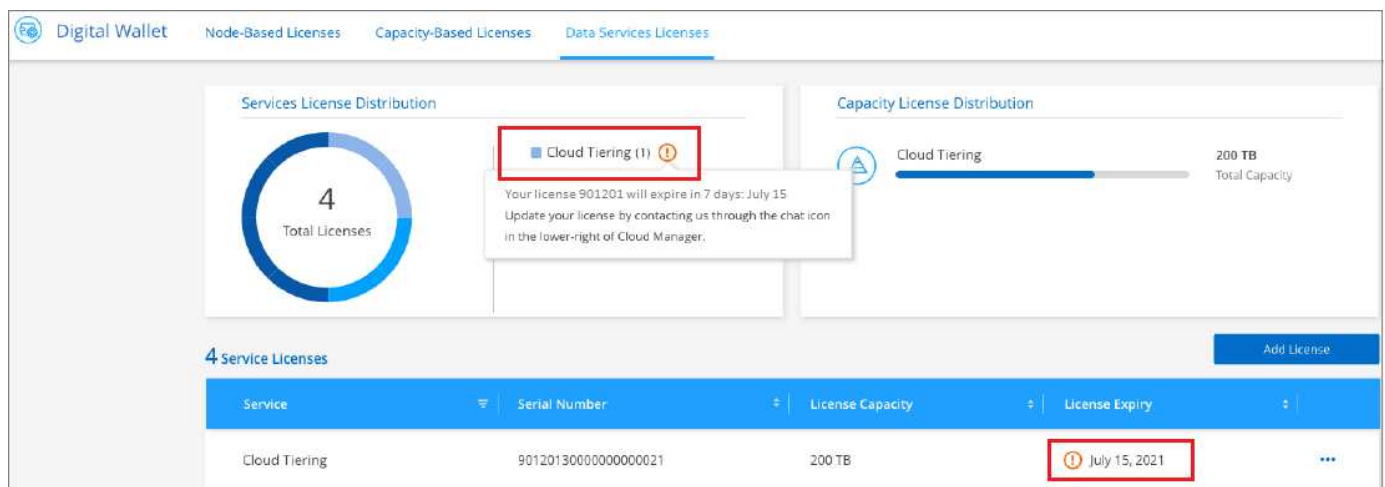 Digital Wallet
Node-Based Licenses
Capacity-Based Licenses
Data Services Licenses
Services License Distribution
4
Total Licenses
Cloud Tiering (1)
Your license 901201 will expire in 7 days: July 15
Update your license by contacting us through the chat icon
in the lower-right of Cloud Manager.
Capacity License Distribution
Cloud Tiering
200 TB
Total Capacity
4 Service Licenses
Add License
Service
Serial Number
License Capacity
License Expiry
Cloud Tiering
90120130000000000021
200 TB
July 15, 2021